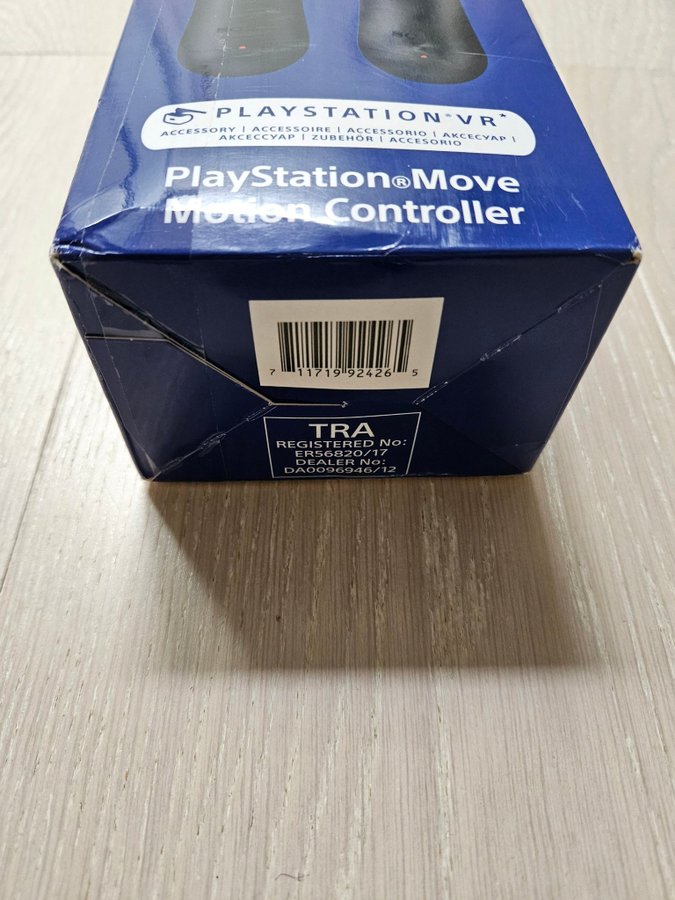 PLAYSTATION®VR*
ACCESSORY | ACCESSOIRE | ACCESSORIO | АКСЕСУАР |
АКСЕССУАР | ZUBEHÖR | ACCESORIO
PlayStation®Move
Motion Controller
7 11719 92426 5
TRA
REGISTERED No:
ER56820/17
DEALER No:
DA0096946/12